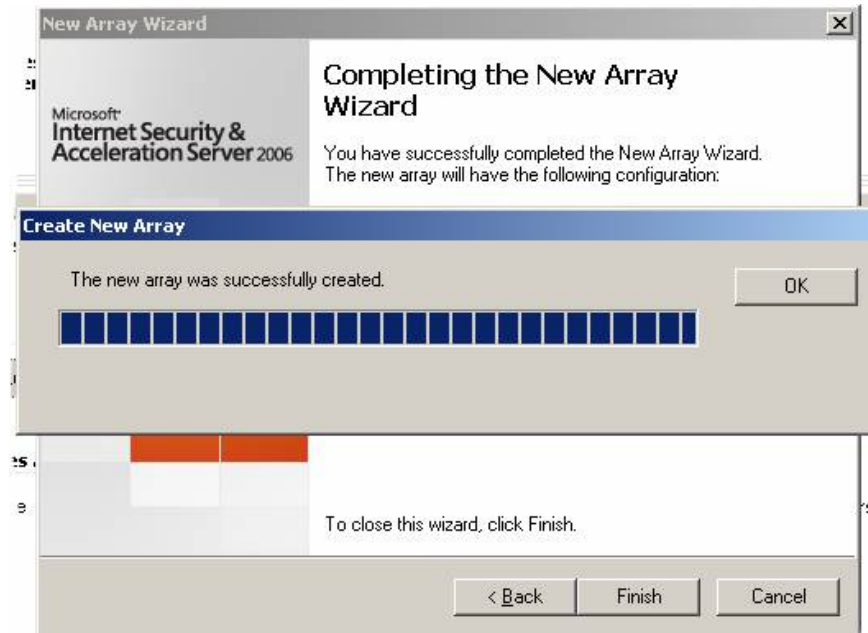 New Array Wizard
Completing the New Array
Wizard
Microsoft
Internet Security &
Acceleration Server 2006
You have successfully completed the New Array Wizard.
The new array will have the following configuration:
Create New Array
The new array was successfully created.
OK
To close this wizard, click Finish.
< Back
Finish
Cancel